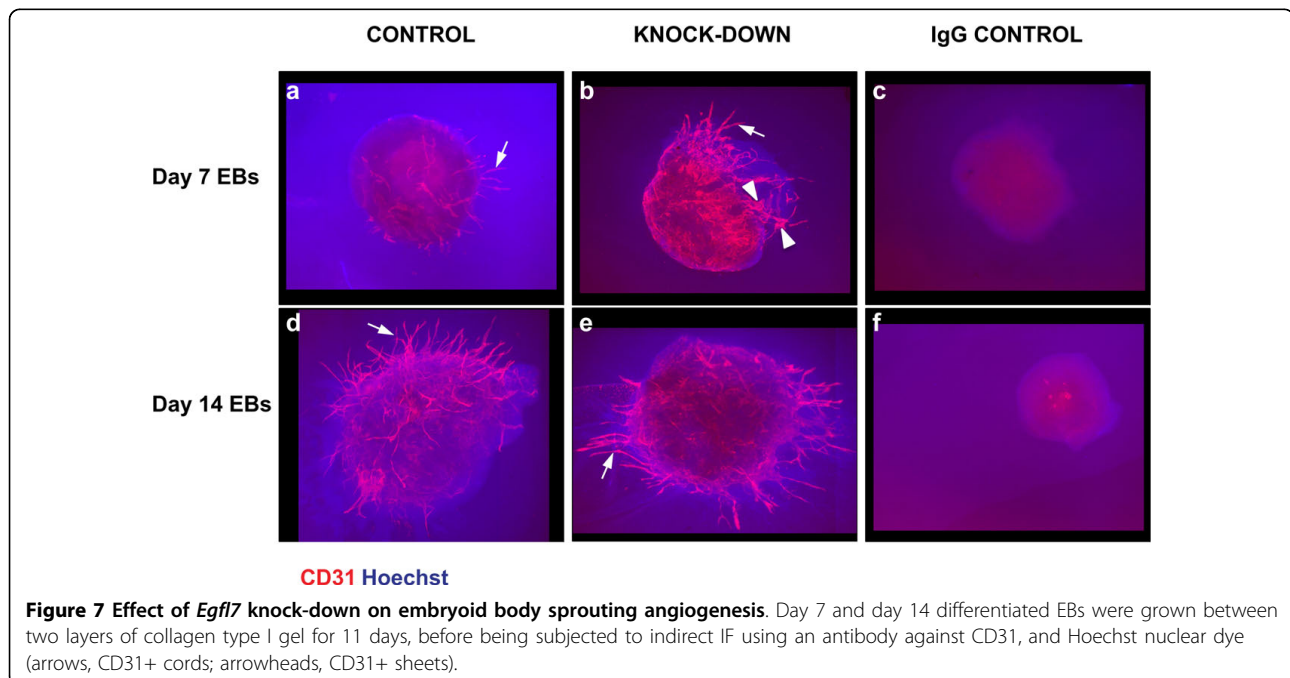 CONTROL KNOCK-DOWN IgG CONTROL
a b c
Day 7 EBs
d e f
Day 14 EBs
CD31 Hoechst
Figure 7 Effect of Egfl7 knock-down on embryoid body sprouting angiogenesis. Day 7 and day 14 differentiated EBs were grown between
two layers of collagen type I gel for 11 days, before being subjected to indirect IF using an antibody against CD31, and Hoechst nuclear dye
(arrows, CD31+ cords; arrowheads, CD31+ sheets).